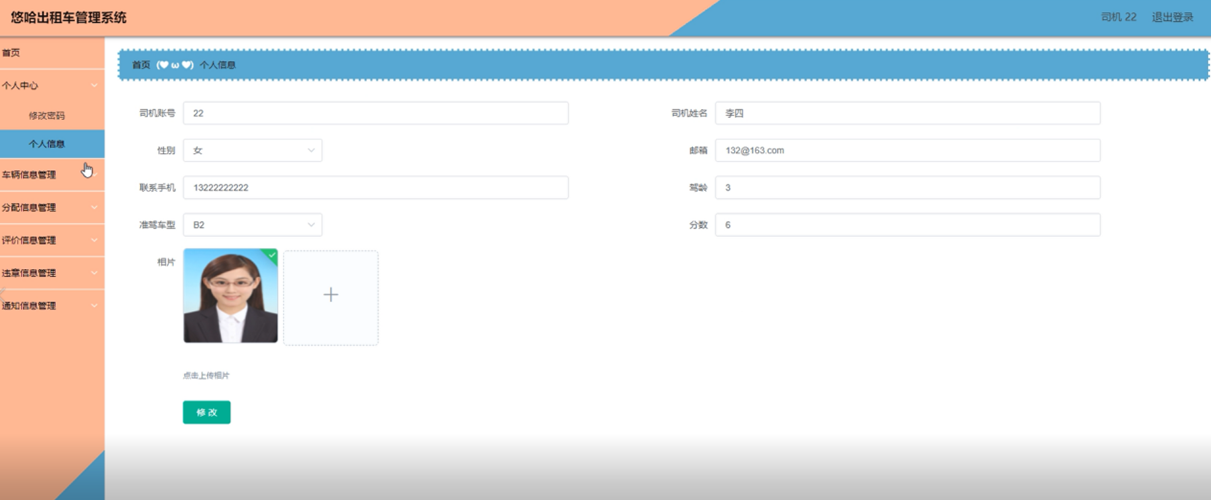 悠哈出租车管理系统
司机 22 退出登录
首页
个人中心
修改密码
个人信息
车辆信息管理
分配信息管理
评价信息管理
违章信息管理
通知信息管理
首页 (♥ ω ♥) 个人信息
司机账号 22
司机姓名 李四
性别 女
邮箱 132@163.com
联系手机 13222222222
驾龄 3
准驾车型 B2
分数 6
相片
点击上传相片
修改